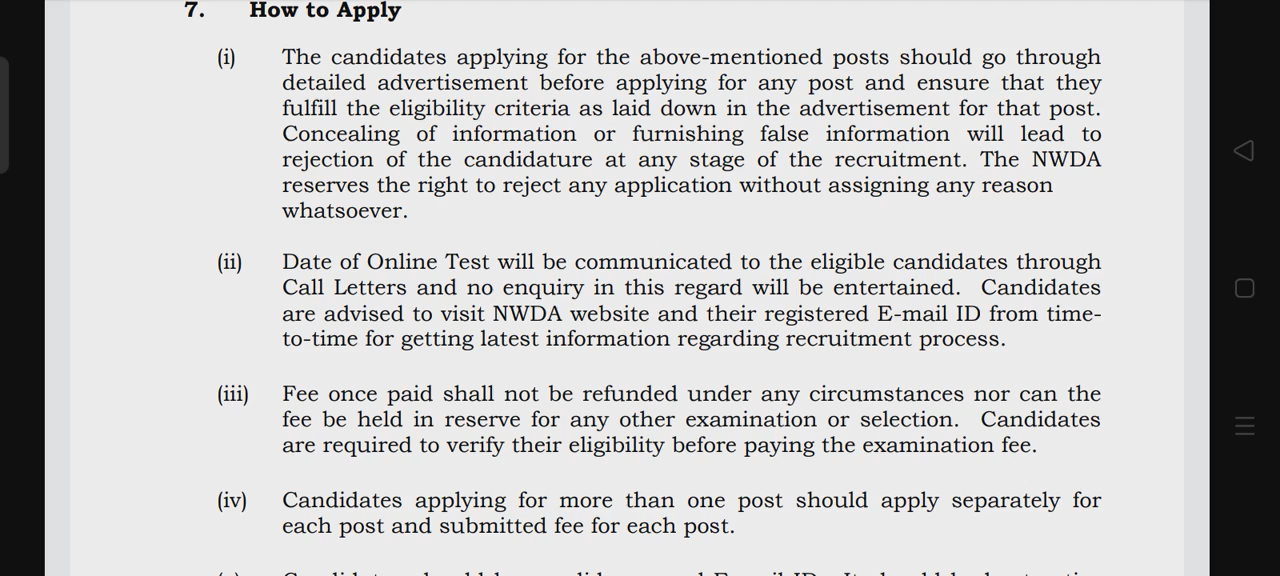 7. How to Apply
(i) The candidates applying for the above-mentioned posts should go through
detailed advertisement before applying for any post and ensure that they
fulfill the eligibility criteria as laid down in the advertisement for that post.
Concealing of information or furnishing false information will lead to
rejection of the candidature at any stage of the recruitment. The NWDA
reserves the right to reject any application without assigning any reason
whatsoever.
(ii) Date of Online Test will be communicated to the eligible candidates through
Call Letters and no enquiry in this regard will be entertained. Candidates
are advised to visit NWDA website and their registered E-mail ID from time-
to-time for getting latest information regarding recruitment process.
(iii) Fee once paid shall not be refunded under any circumstances nor can the
fee be held in reserve for any other examination or selection. Candidates
are required to verify their eligibility before paying the examination fee.
(iv) Candidates applying for more than one post should apply separately for
each post and submitted fee for each post.